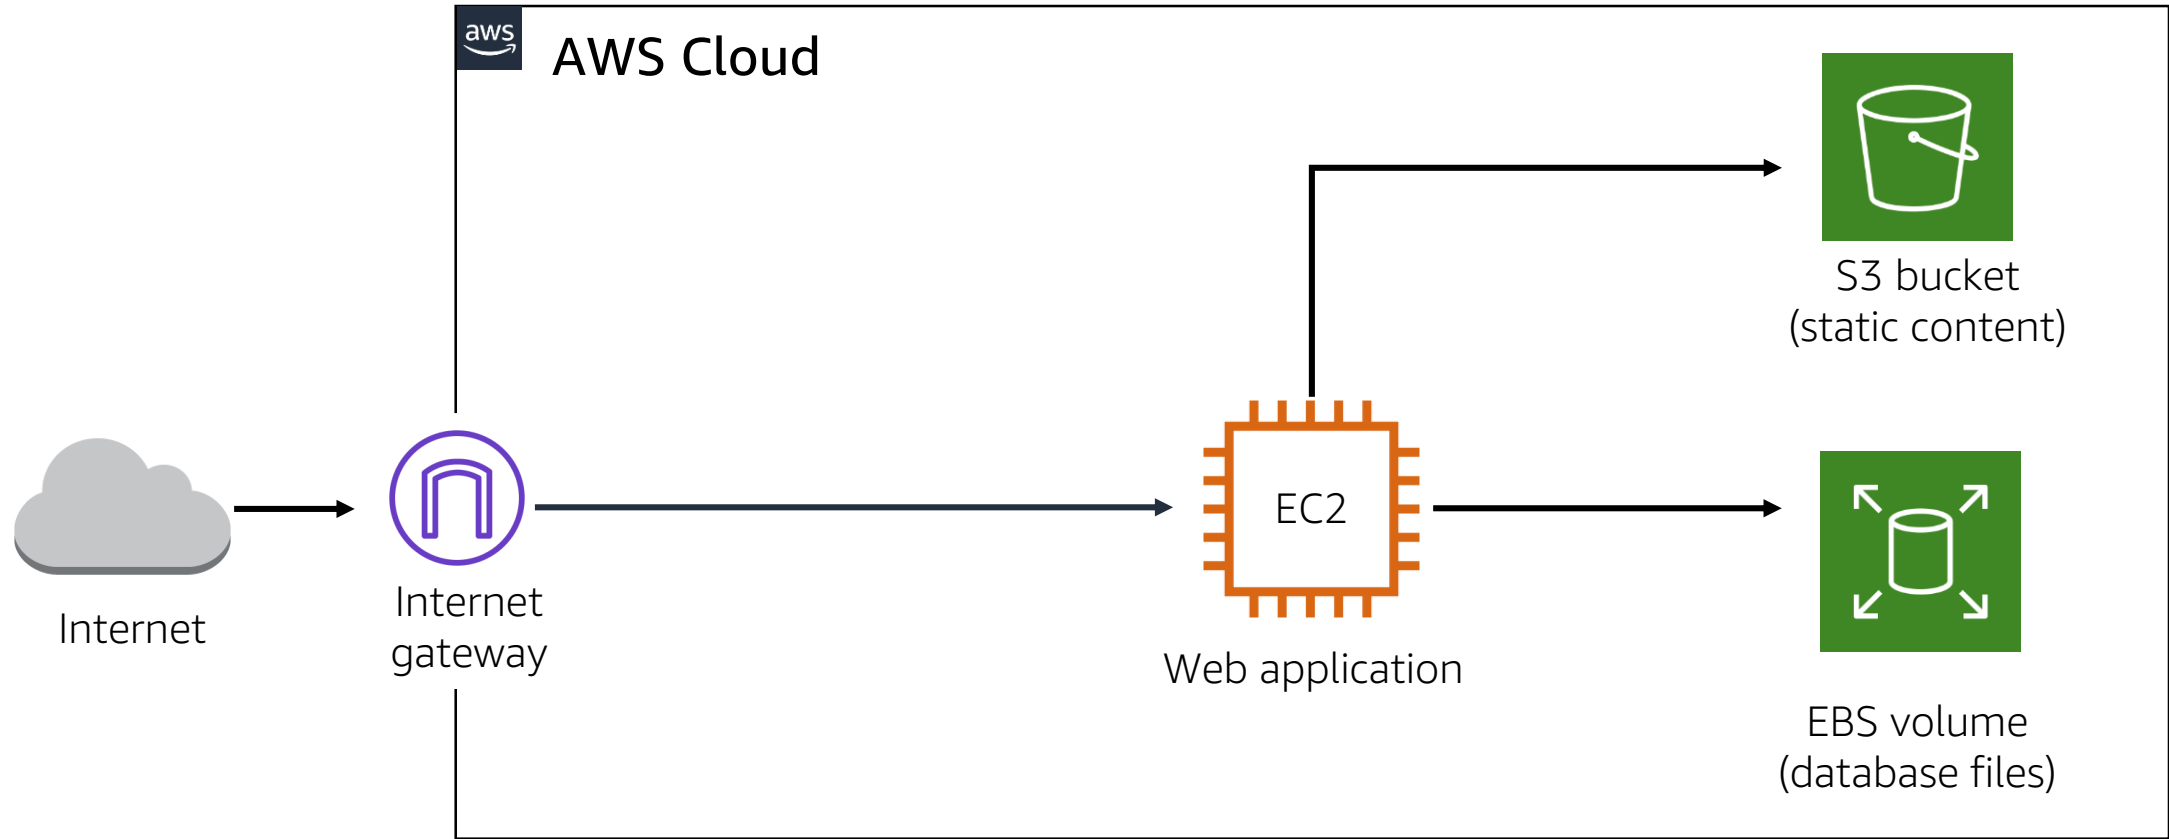 aws
AWS Cloud
S3 bucket
(static content)
EC2
Internet
Internet
gateway
Web application
EBS volume
(database files)